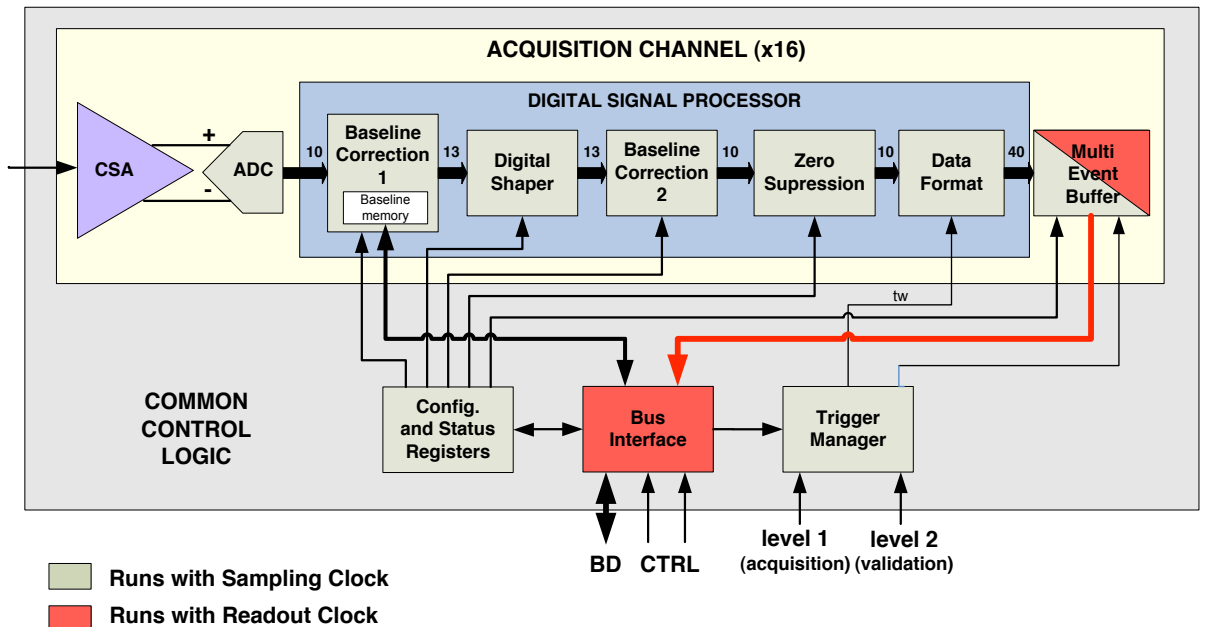 ACQUISITION CHANNEL (x16)
DIGITAL SIGNAL PROCESSOR
CSA
+
-
ADC
10
Baseline
Correction
1
Baseline
memory
13
Digital
Shaper
13
Baseline
Correction
2
10
Zero
Supression
10
Data
Format
40
Multi
Event
Buffer
tw
COMMON
CONTROL
LOGIC
Config.
and Status
Registers
Bus
Interface
Trigger
Manager
BD
CTRL
level 1
(acquisition)
level 2
(validation)
Runs with Sampling Clock
Runs with Readout Clock